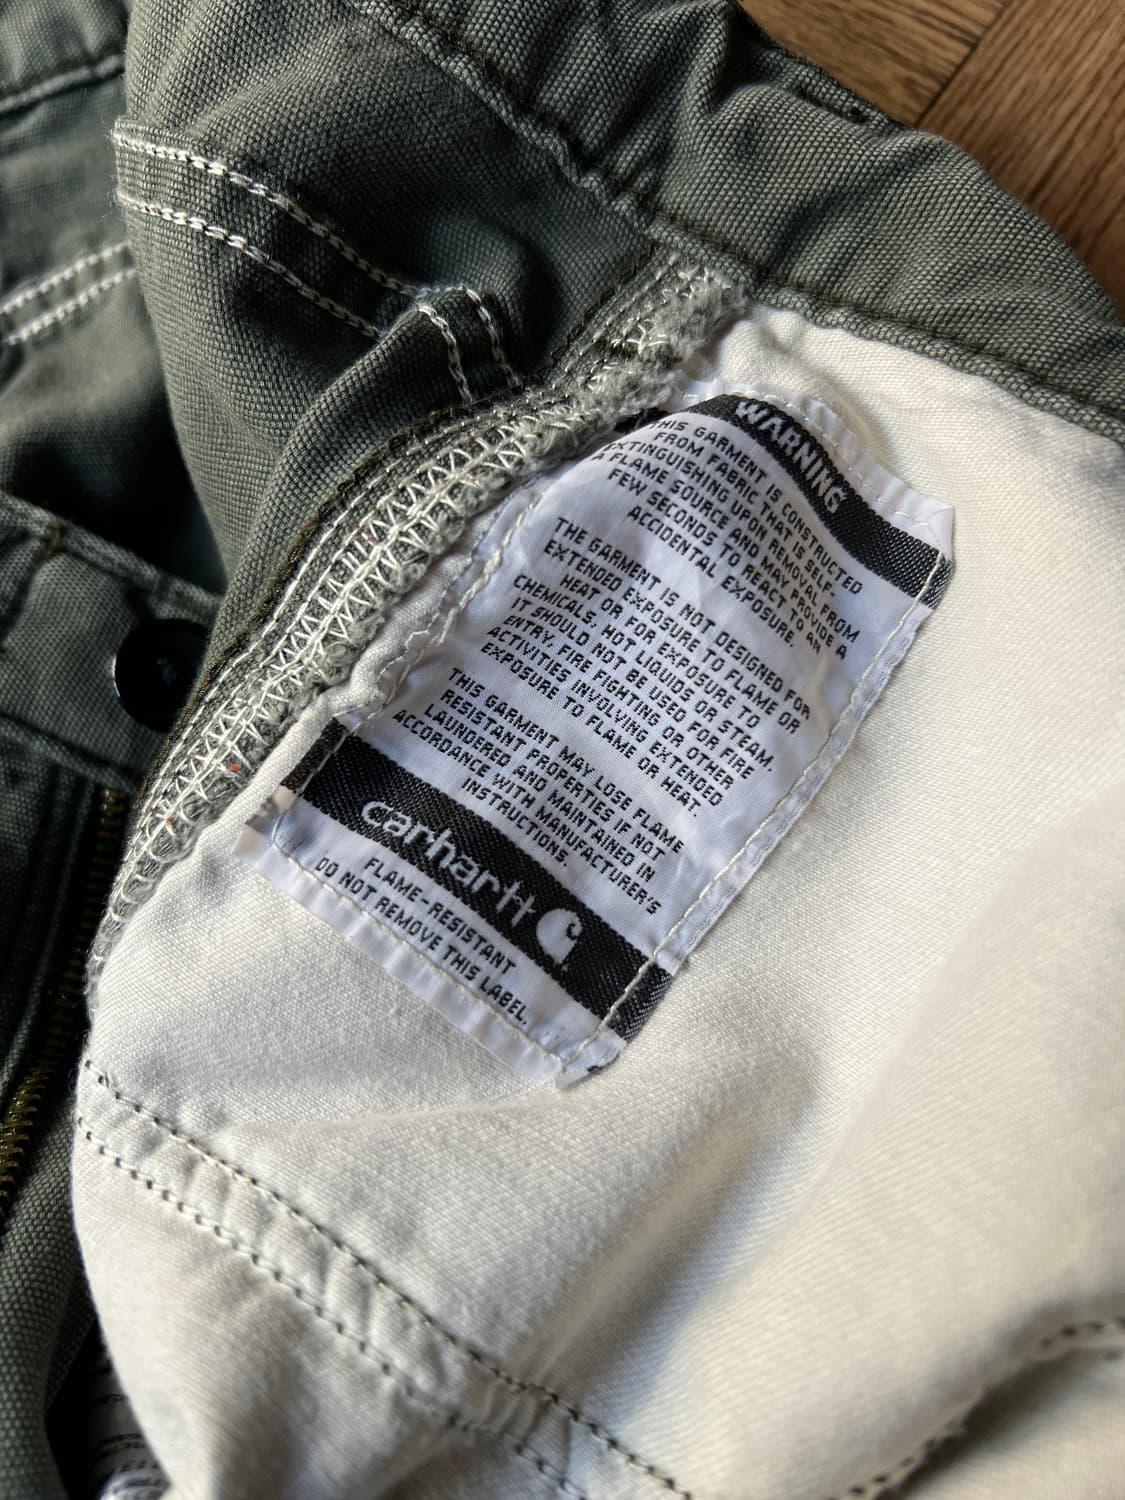 WARNING
HIS GARMENT IS CONSTRUCTED
FROM FABRIC THAT IS SELF-
EXTINGUISHING UPON REMOVAL FROM
FLAME SOURCE AND MAY PROVIDE A
FEW SECONDS TO REACT TO AN
ACCIDENTAL EXPOSURE.
THE GARMENT IS NOT DESIGNED FOR
EXTENDED EXPOSURE TO FLAME OR
HEAT OR FOR EXPOSURE TO
CHEMICALS, HOT LIQUIDS OR STEAM
IT SHOULD NOT BE USED FOR FIRE
ENTRY, FIRE FIGHTING OR OTHER
ACTIVITIES INVOLVING EXTENDED
EXPOSURE TO FLAME OR HEAT.
THIS GARMENT MAY LOSE FLAME
RESISTANT PROPERTIES IF NOT
LAUNDERED AND MAINTAINED IN
ACCORDANCE WITH MANUFACTURER'S
INSTRUCTIONS.
carhartt
FLAME-RESISTANT
DO NOT REMOVE THIS LABEL.